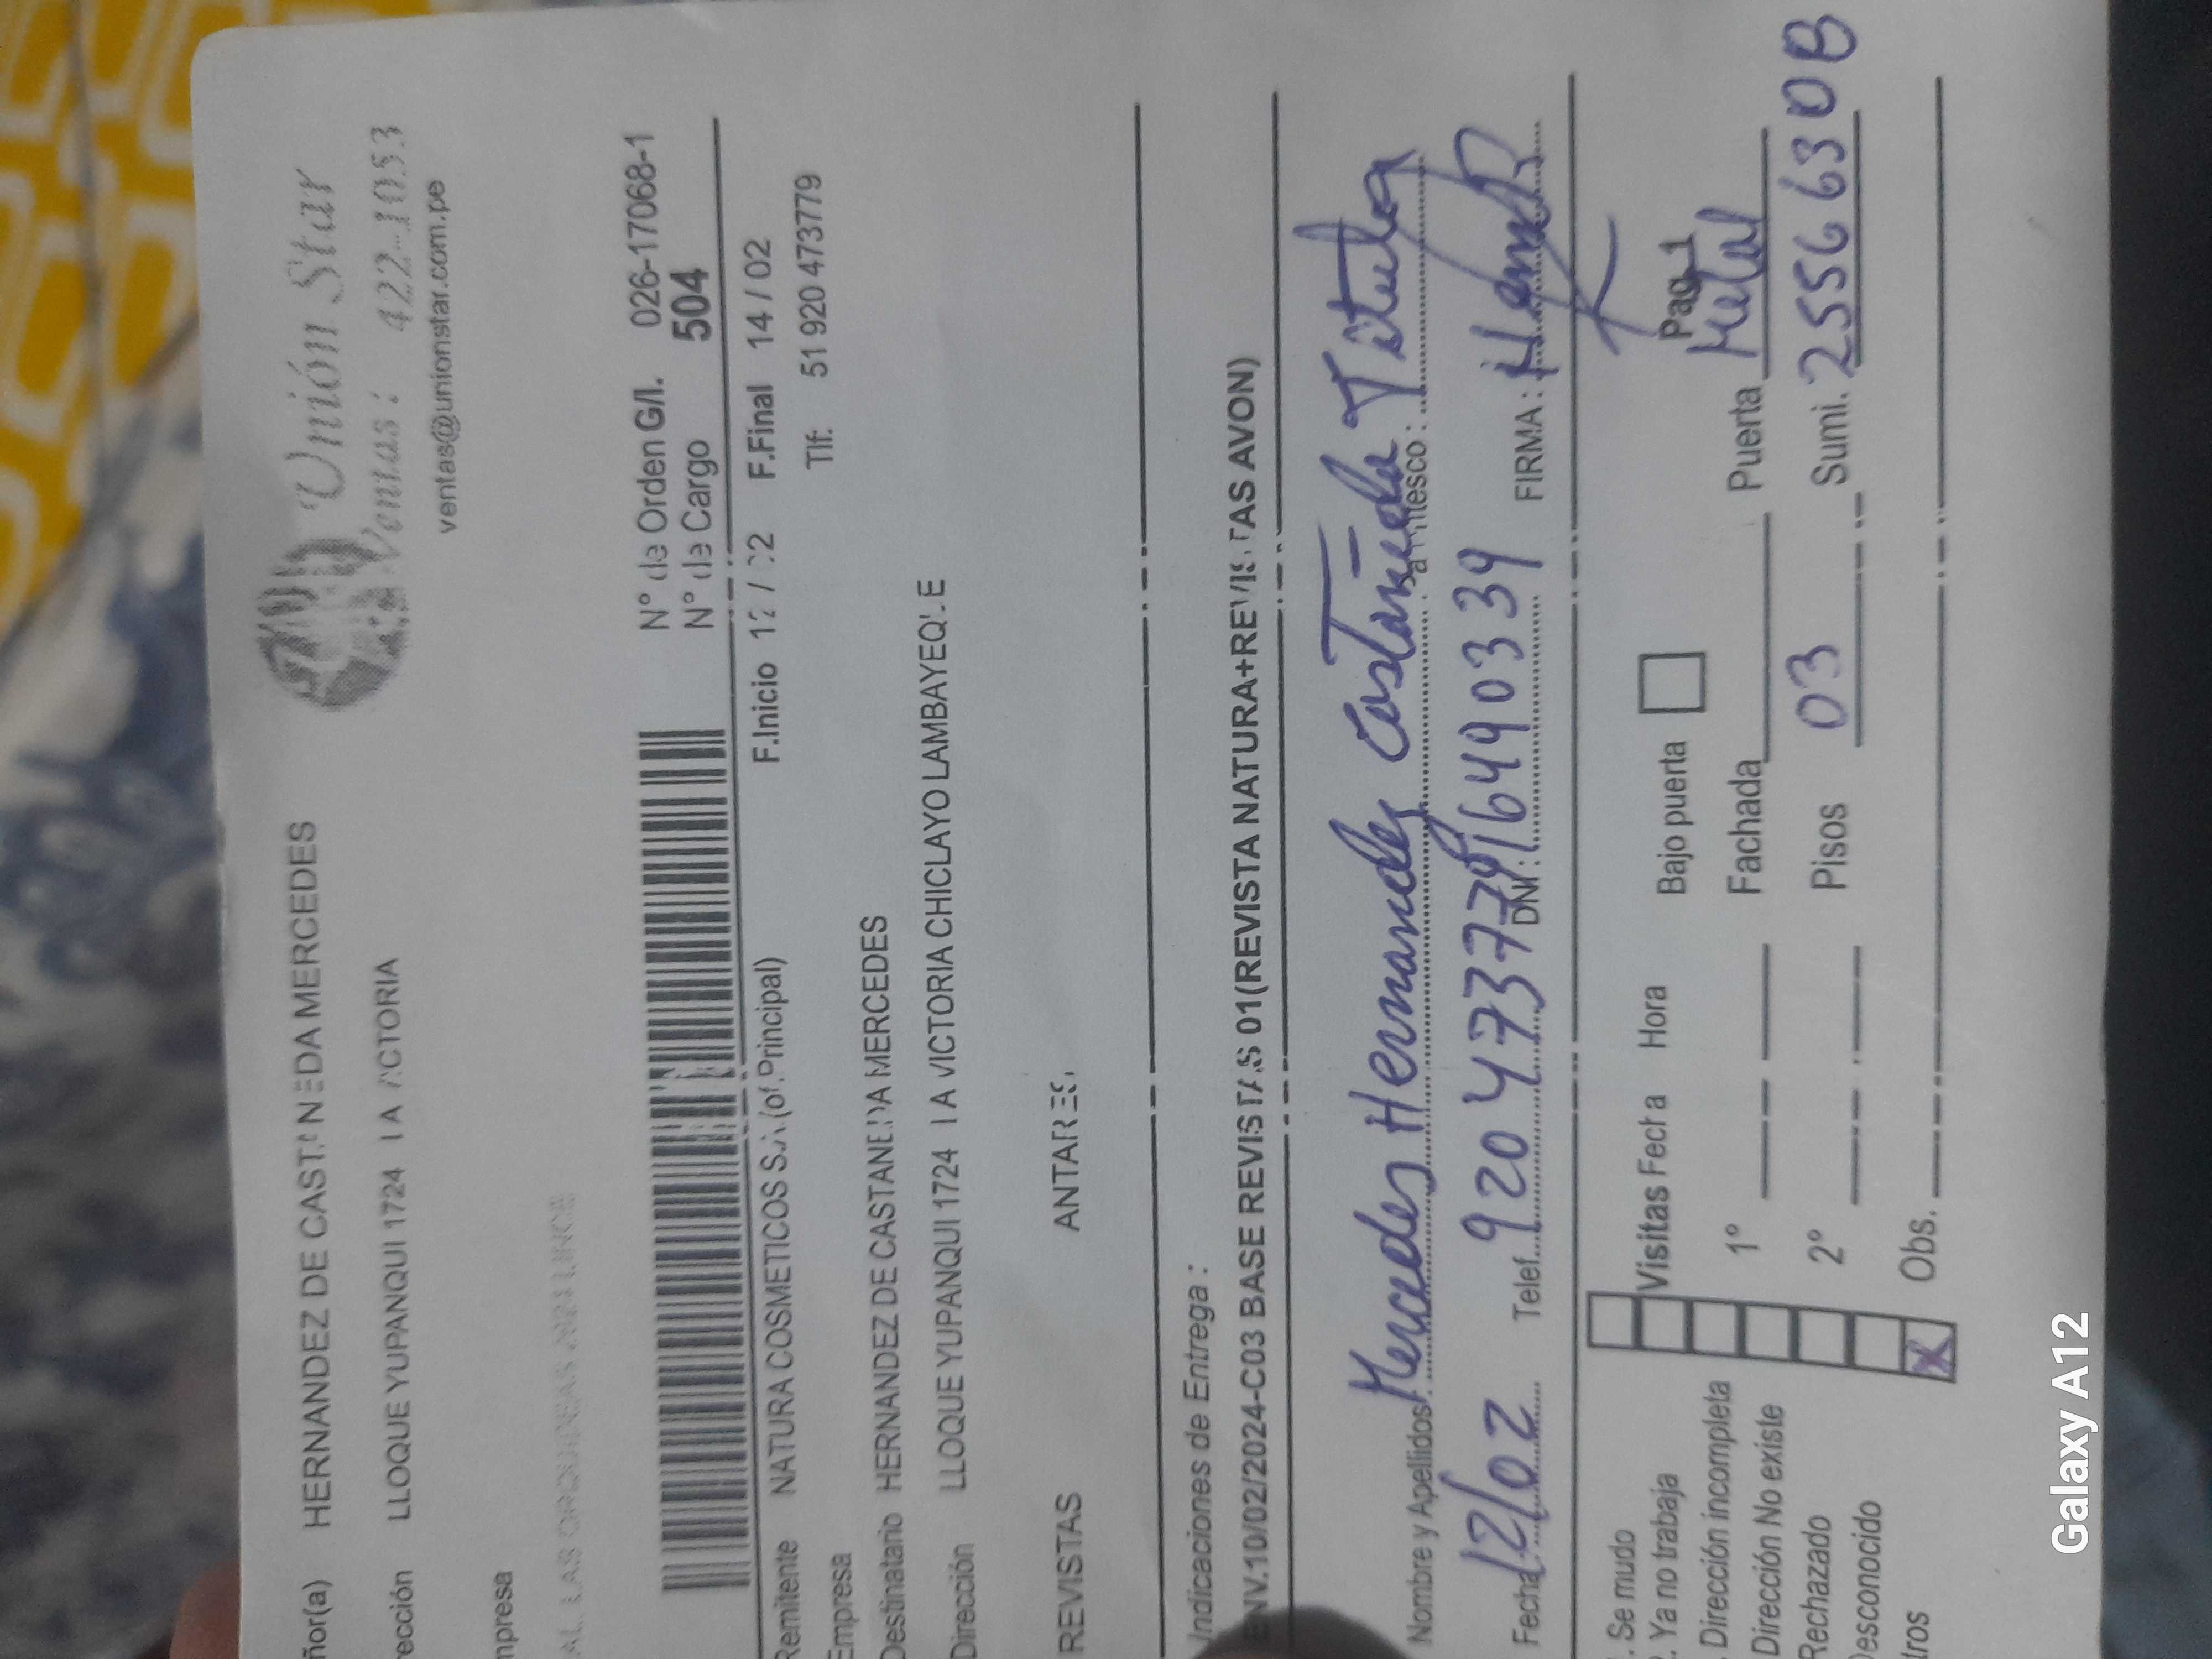 Unión Star
Ventas: 422-1053
ventas@unionstar.com.pe
ñor(a) HERNANDEZ DE CASTANEDA MERCEDES
rección LLOQUE YUPANQUI 1724 LA VICTORIA
mpresa
N° de Orden G/I. 026-17068-1
N° de Cargo 504
Remitente NATURA COSMETICOS S.A.(of.Principal) F.Inicio 12 / 02 F.Final 14 / 02
Empresa Tlf: 51 920 473779
Destinatario HERNANDEZ DE CASTANEDA MERCEDES
Dirección LLOQUE YUPANQUI 1724 LA VICTORIA CHICLAYO LAMBAYEQUE
REVISTAS ANTARES.
Indicaciones de Entrega :
ENV.10/02/2024-C03 BASE REVISTAS 01(REVISTA NATURA+REVISTAS AVON)
Nombre y Apellidos: Mercedes Hernandez Castañeda Titular
Fecha 12/02 Telef. 920473779 DNI: 16490339 FIRMA:
. Se mudo
. Ya no trabaja
. Dirección incompleta
Dirección No existe
Rechazado
Desconocido
tros X
Visitas Fecha Hora Bajo puerta Pag. 1
1° Fachada Puerta Metal
2° Pisos 03 Sumi. 25566630B
Obs.
Galaxy A12